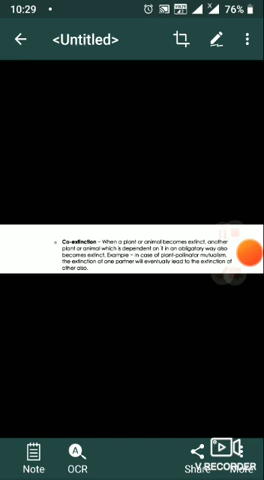 10:29 76%
<Untitled>
Co-extinction – When a plant or animal becomes extinct, another
plant or animal which is dependent on it in an obligatory way also
becomes extinct. Example – in case of plant-pollinator mutualism,
the extinction of one partner will eventually lead to the extinction of
other also.
Note OCR Share More
V RECORDER